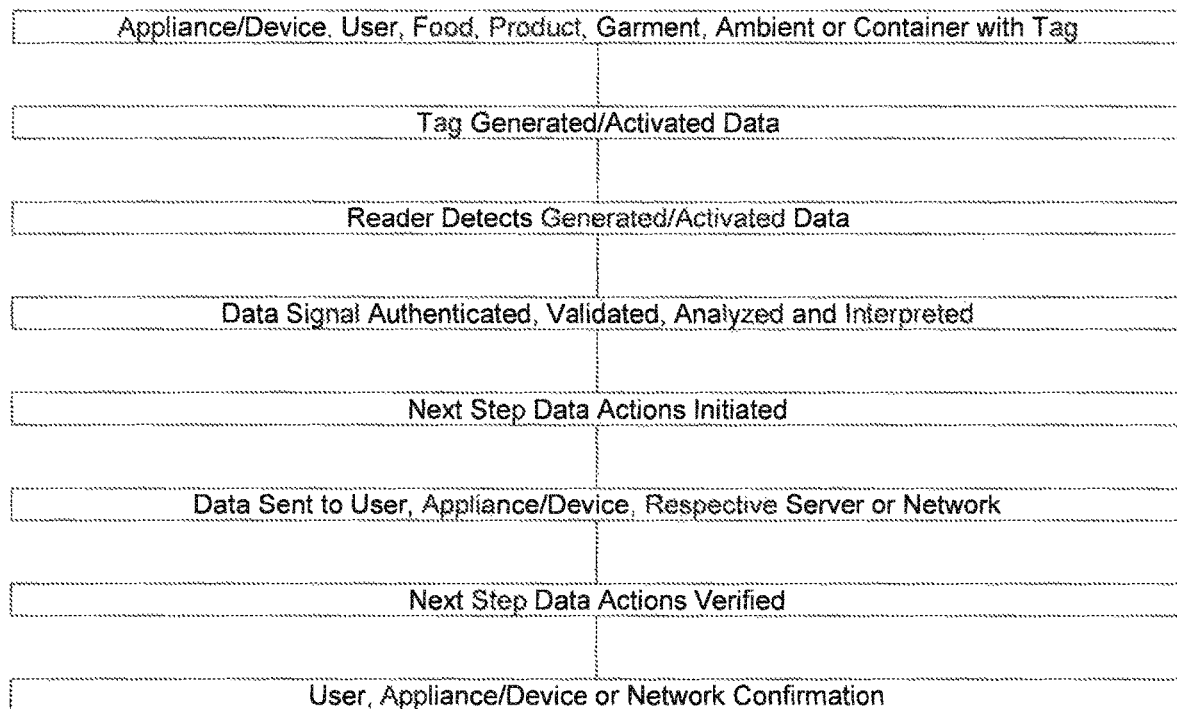 Appliance/Device, User, Food, Product, Garment, Ambient or Container with Tag
Tag Generated/Activated Data
Reader Detects Generated/Activated Data
Data Signal Authenticated, Validated, Analyzed and Interpreted
Next Step Data Actions Initiated
Data Sent to User, Appliance/Device, Respective Server or Network
Next Step Data Actions Verified
User, Appliance/Device or Network Confirmation